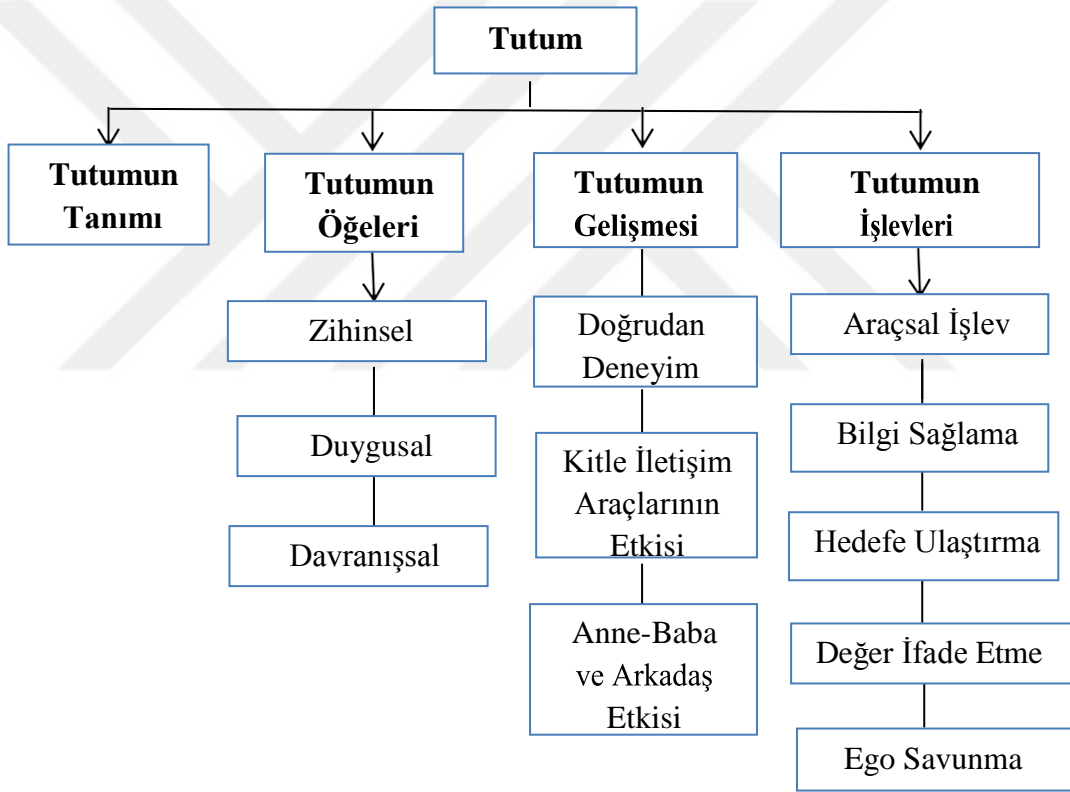 Tutum
Tutumun
Tanımı
Tutumun
Öğeleri
Zihinsel
Duygusal
Davranışsal
Tutumun
Gelişmesi
Doğrudan
Deneyim
Kitle İletişim
Araçlarının
Etkisi
Anne-Baba
ve Arkadaş
Etkisi
Tutumun
İşlevleri
Araçsal İşlev
Bilgi Sağlama
Hedefe Ulaştırma
Değer İfade Etme
Ego Savunma